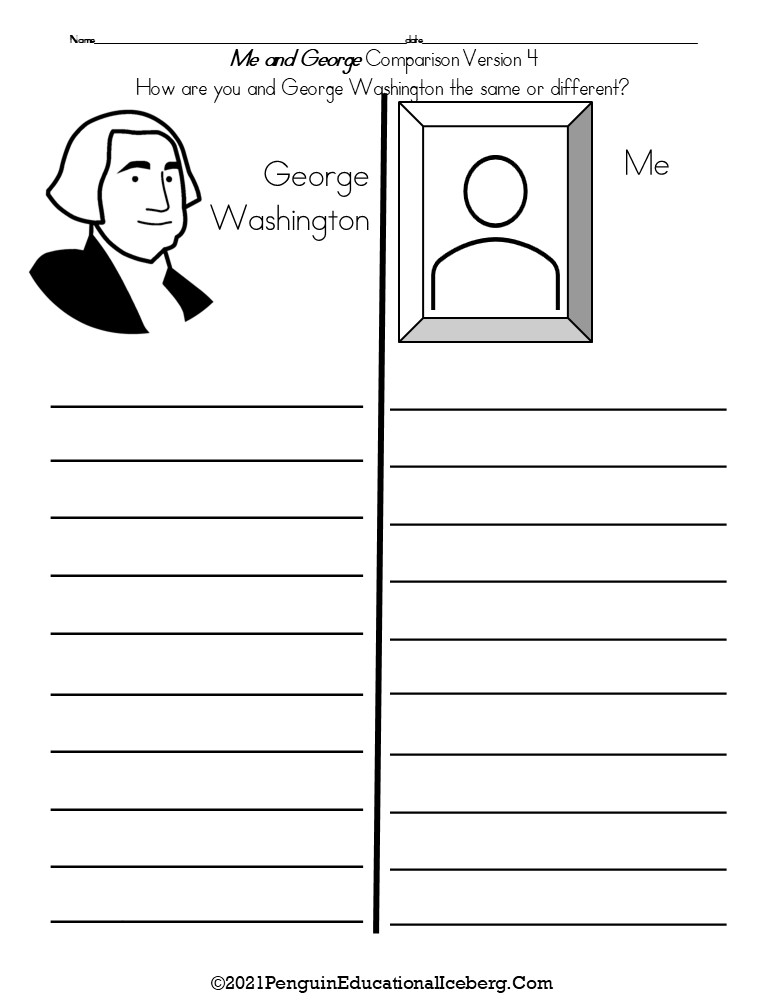 Name date
Me and George Comparison Version 4
How are you and George Washington the same or different?
George
Washington
Me
©2021PenguinEducationalIceberg.Com